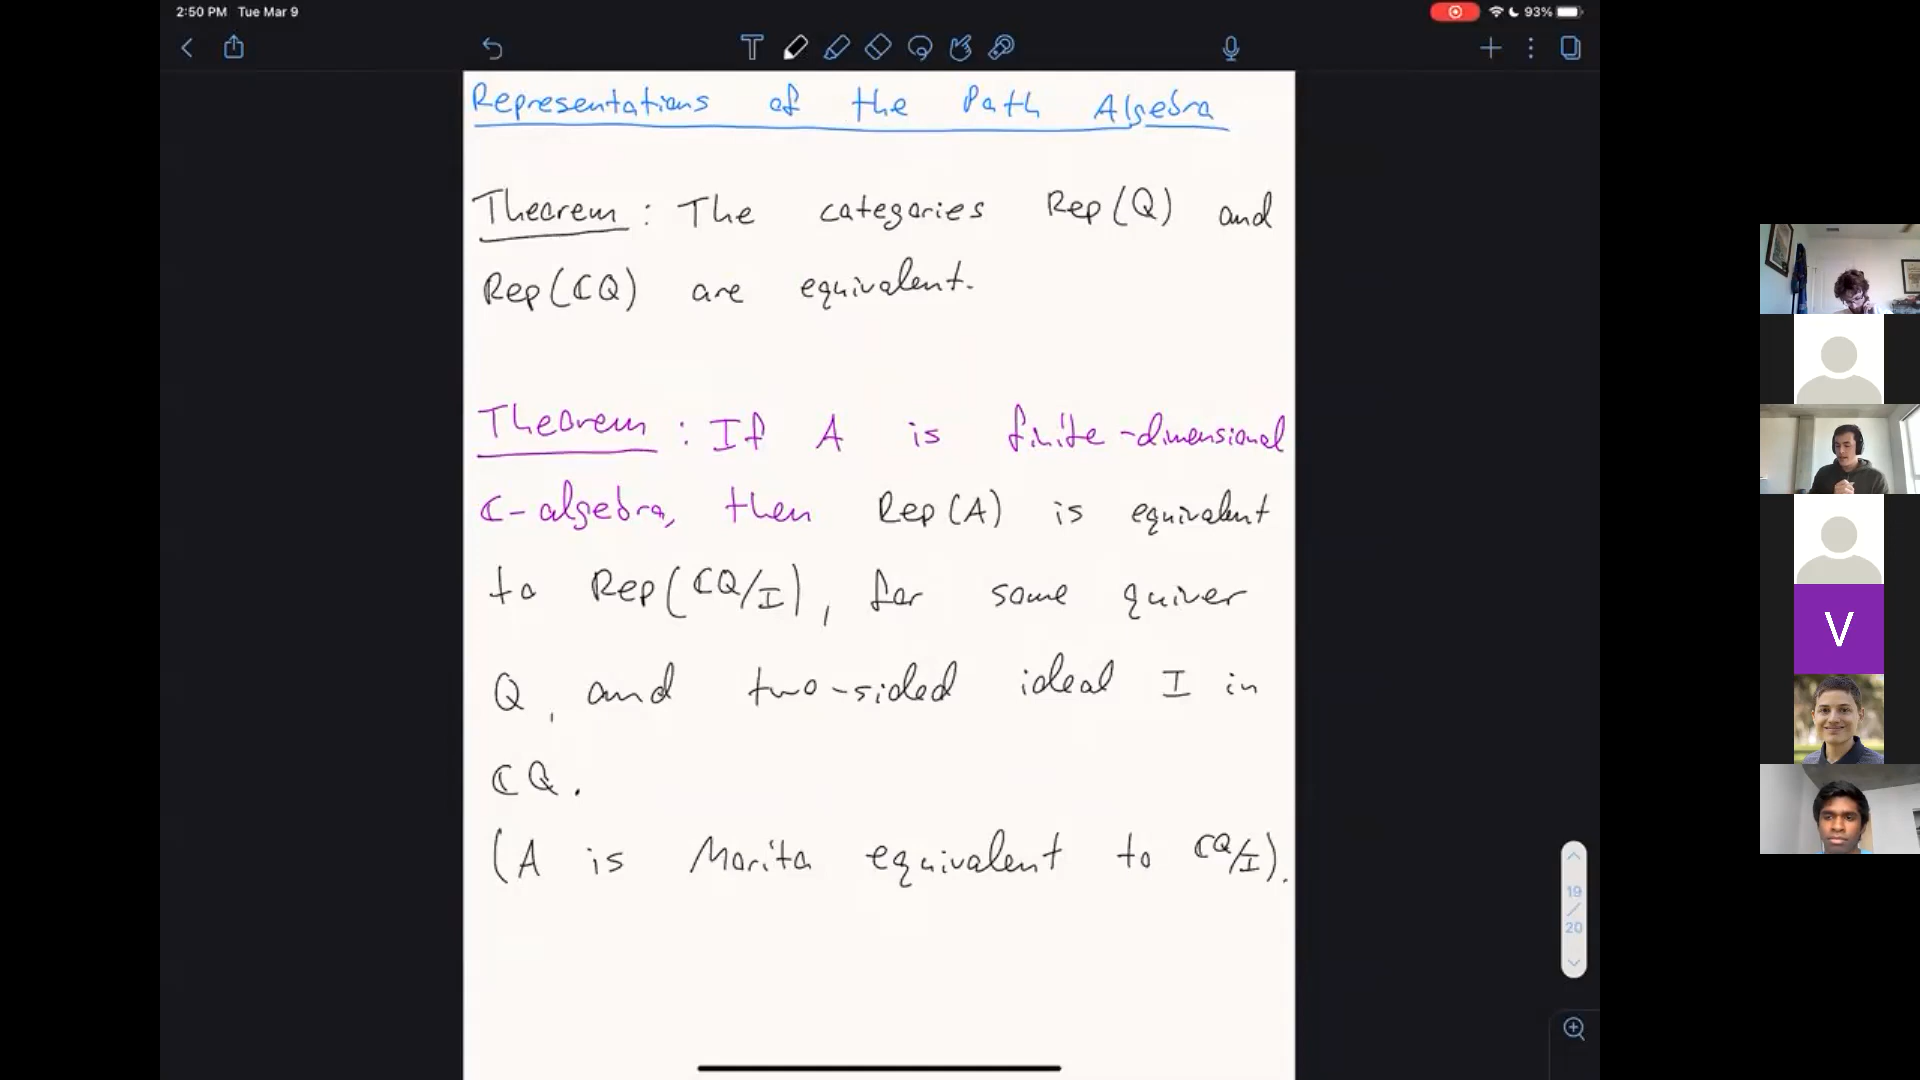 2:50 PM Tue Mar 9
93%
Representations of the Path Algebra
Theorem : The categories Rep(Q) and
Rep(ℂQ) are equivalent.
Theorem : If A is finite-dimensional
ℂ-algebra, then Rep(A) is equivalent
to Rep(ℂQ/I), for some quiver
Q, and two-sided ideal I in
ℂQ.
(A is Morita equivalent to ℂQ/I).
V
19
/
20